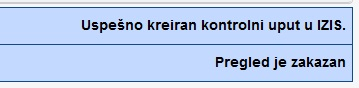 Uspešno kreiran kontrolni uput u IZIS.
Pregled je zakazan